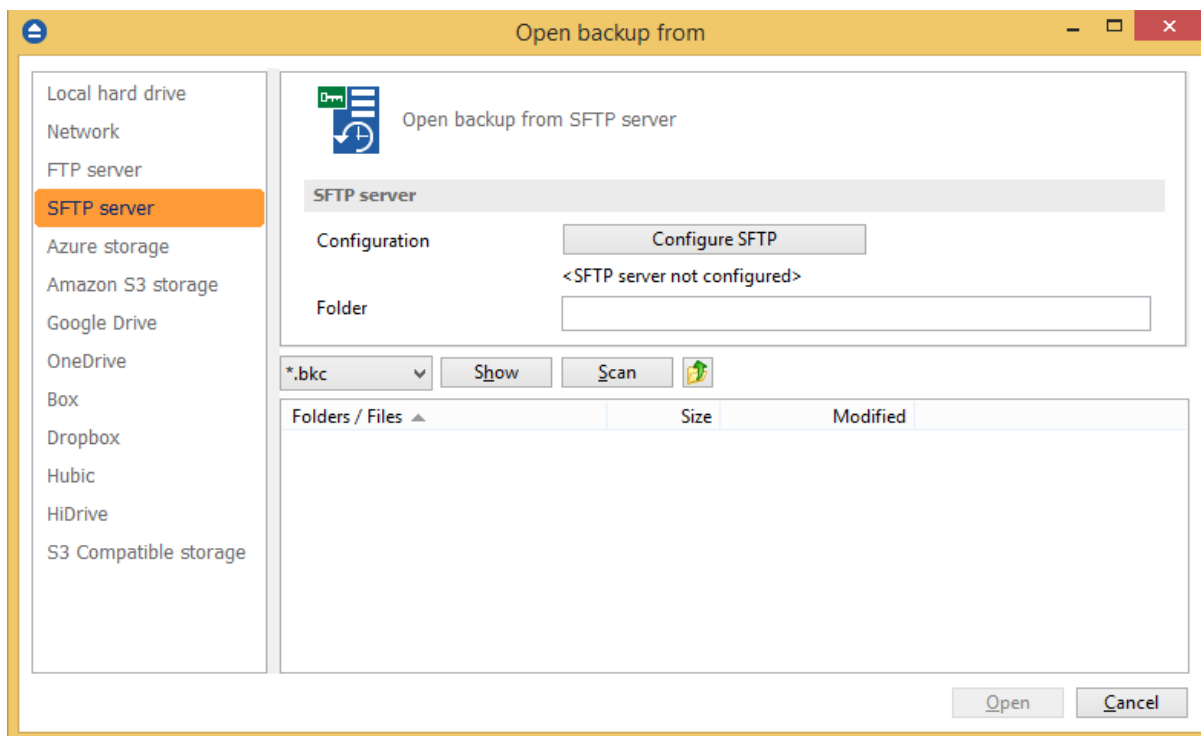 Open backup from
Local hard drive
Network
FTP server
SFTP server
Azure storage
Amazon S3 storage
Google Drive
OneDrive
Box
Dropbox
Hubic
HiDrive
S3 Compatible storage
Open backup from SFTP server
SFTP server
Configuration
Configure SFTP
<SFTP server not configured>
Folder
*.bkc
Show
Scan
Folders / Files
Size
Modified
Open
Cancel